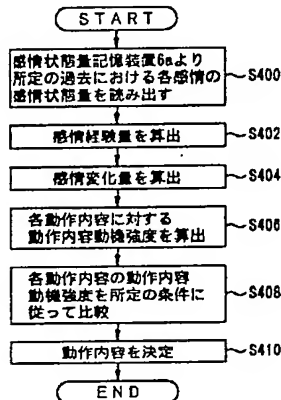 START
感情状態量記憶装置6aより
所定の過去における各感情の
感情状態量を読み出す
S400
感情経験量を算出
S402
感情変化量を算出
S404
各動作内容に対する
動作内容動機強度を算出
S406
各動作内容の動作内容
動機強度を所定の条件に
従って比較
S408
動作内容を決定
S410
END